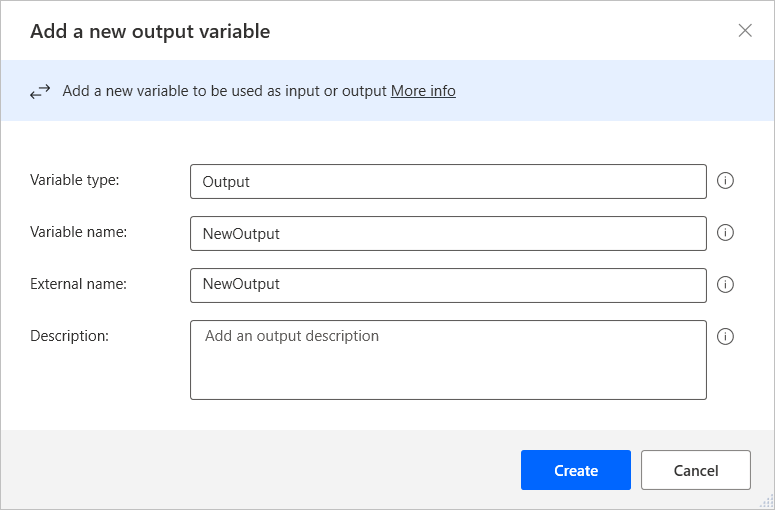 Add a new output variable
Add a new variable to be used as input or output More info
Variable type:
Output
Variable name:
NewOutput
External name:
NewOutput
Description:
Add an output description
Create
Cancel